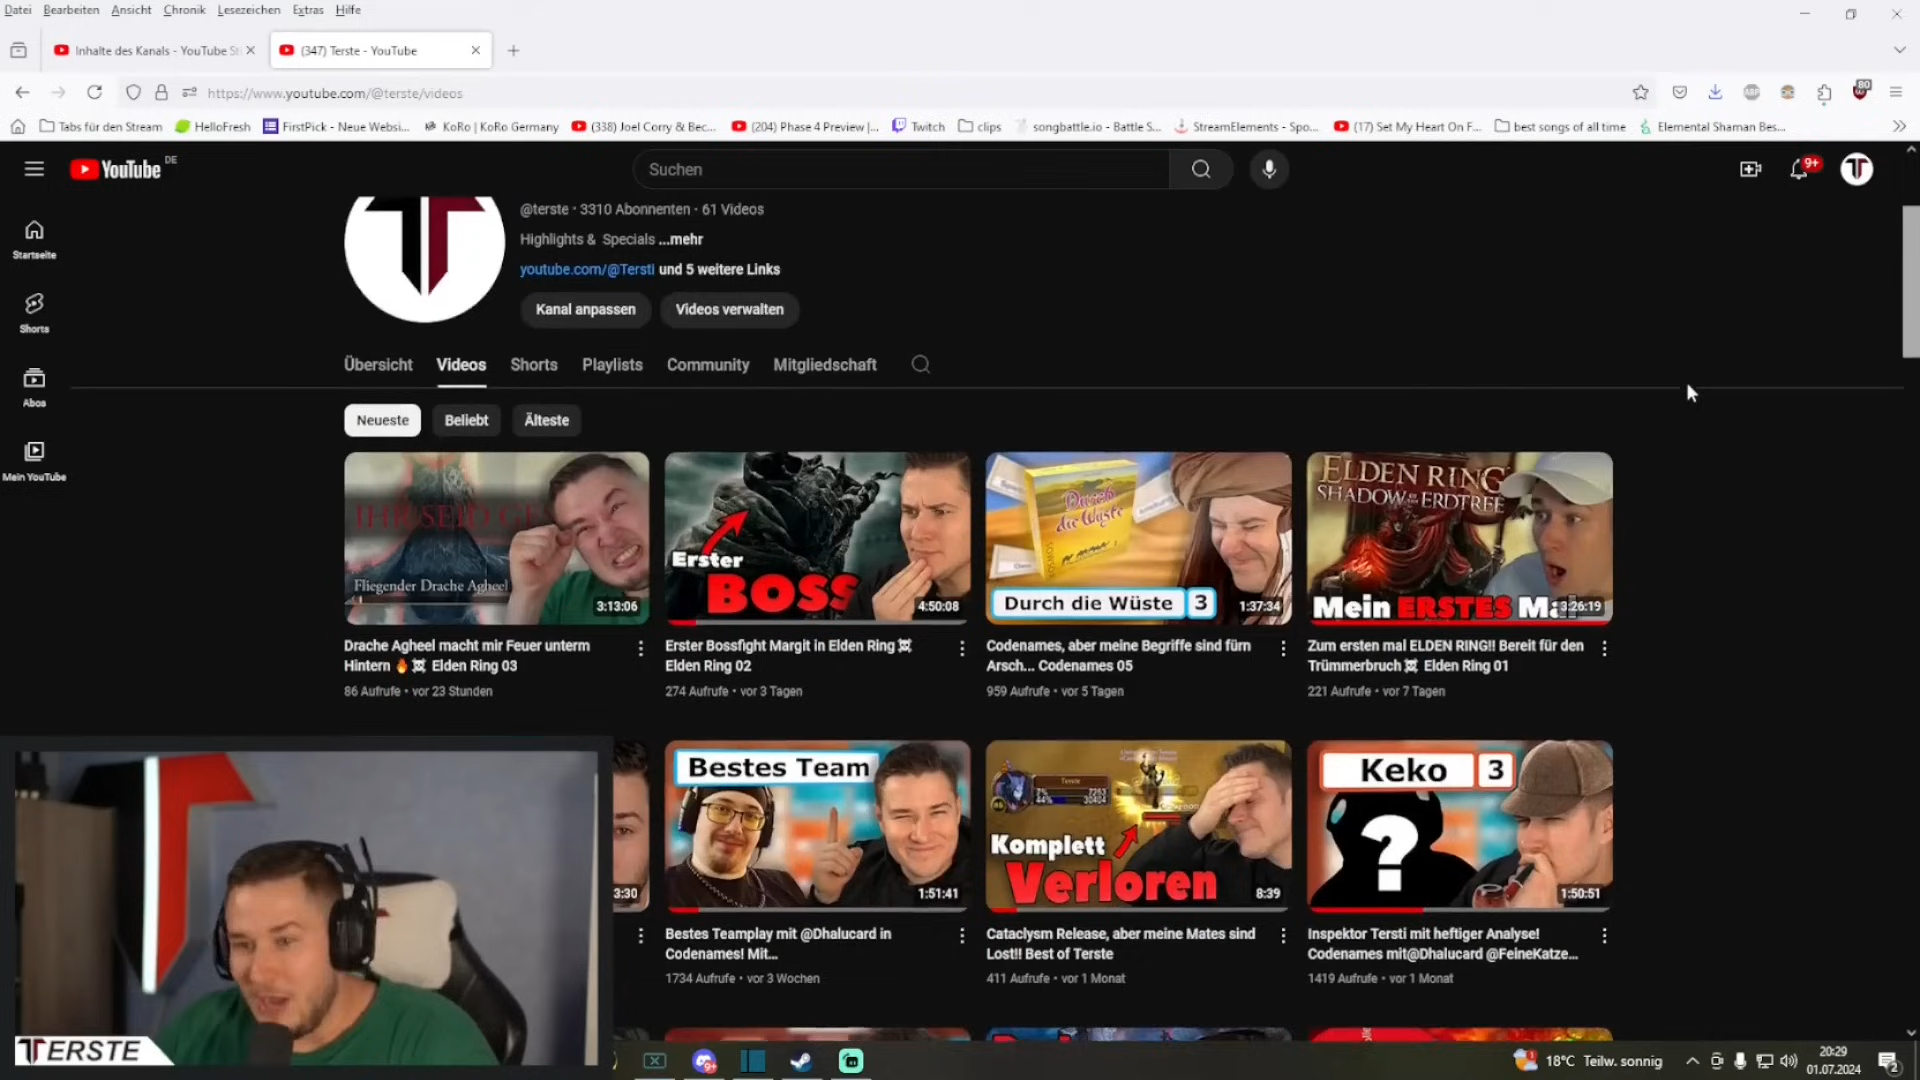 Datei Bearbeiten Ansicht Chronik Lesezeichen Extras Hilfe
Inhalte des Kanals - YouTube St
(347) Terste - YouTube
https://www.youtube.com/@terste/videos
Tabs für den Stream
HelloFresh
FirstPick - Neue Websi...
KoRo | KoRo Germany
(338) Joel Corry & Bec...
(204) Phase 4 Preview |...
Twitch
clips
songbattle.io - Battle S...
StreamElements - Spo...
(17) Set My Heart On F...
best songs of all time
Elemental Shaman Bes...
YouTube DE
Suchen
9+
@terste · 3310 Abonnenten · 61 Videos
Highlights & Specials ...mehr
youtube.com/@Tersti und 5 weitere Links
Kanal anpassen
Videos verwalten
Startseite
Shorts
Abos
Mein YouTube
Übersicht Videos Shorts Playlists Community Mitgliedschaft
Neueste Beliebt Älteste
Fliegender Drache Agheel
3:13:06
Erster
BOSS
4:50:08
Durch die Wüste
Durch die Wüste 3
1:37:34
ELDEN RING
SHADOW OF THE ERDTREE
Mein ERSTES Ma
3:26:19
Drache Agheel macht mir Feuer unterm
Hintern 🔥☠ Elden Ring 03
86 Aufrufe · vor 23 Stunden
Erster Bossfight Margit in Elden Ring ☠
Elden Ring 02
274 Aufrufe · vor 3 Tagen
Codenames, aber meine Begriffe sind fürn
Arsch... Codenames 05
959 Aufrufe · vor 5 Tagen
Zum ersten mal ELDEN RING!! Bereit für den
Trümmerbruch ☠ Elden Ring 01
221 Aufrufe · vor 7 Tagen
3:30
Bestes Team
1:51:41
Komplett
Verloren
8:39
Keko 3
?
1:50:51
Bestes Teamplay mit @Dhalucard in
Codenames! Mit...
1734 Aufrufe · vor 3 Wochen
Cataclysm Release, aber meine Mates sind
Lost!! Best of Terste
411 Aufrufe · vor 1 Monat
Inspektor Tersti mit heftiger Analyse!
Codenames mit@Dhalucard @FeineKatze...
1419 Aufrufe · vor 1 Monat
TERSTE
18°C Teilw. sonnig
20:29
01.07.2024